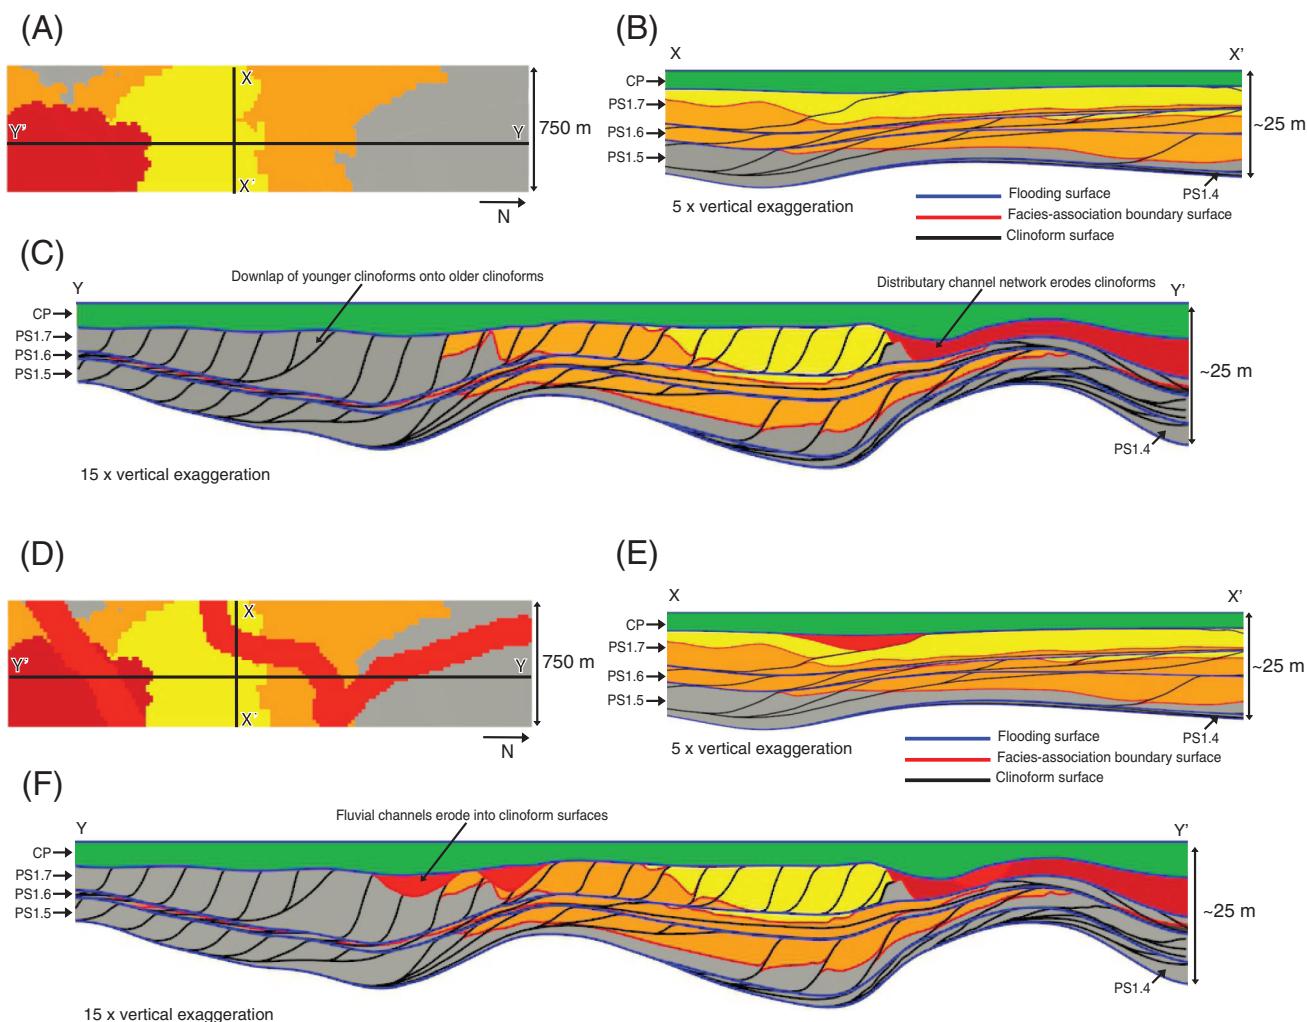 (A)
X
Y'
Y
X'
750 m
N
(B)
X
X'
CP
PS1.7
PS1.6
PS1.5
~25 m
PS1.4
5 x vertical exaggeration
Flooding surface
Facies-association boundary surface
Clinoform surface
(C)
Downlap of younger clinoforms onto older clinoforms
Distributary channel network erodes clinoforms
Y
Y'
CP
PS1.7
PS1.6
PS1.5
~25 m
PS1.4
15 x vertical exaggeration
(D)
X
Y'
Y
X'
750 m
N
(E)
X
X'
CP
PS1.7
PS1.6
PS1.5
~25 m
PS1.4
5 x vertical exaggeration
Flooding surface
Facies-association boundary surface
Clinoform surface
(F)
Fluvial channels erode into clinoform surfaces
Y
Y'
CP
PS1.7
PS1.6
PS1.5
~25 m
PS1.4
15 x vertical exaggeration